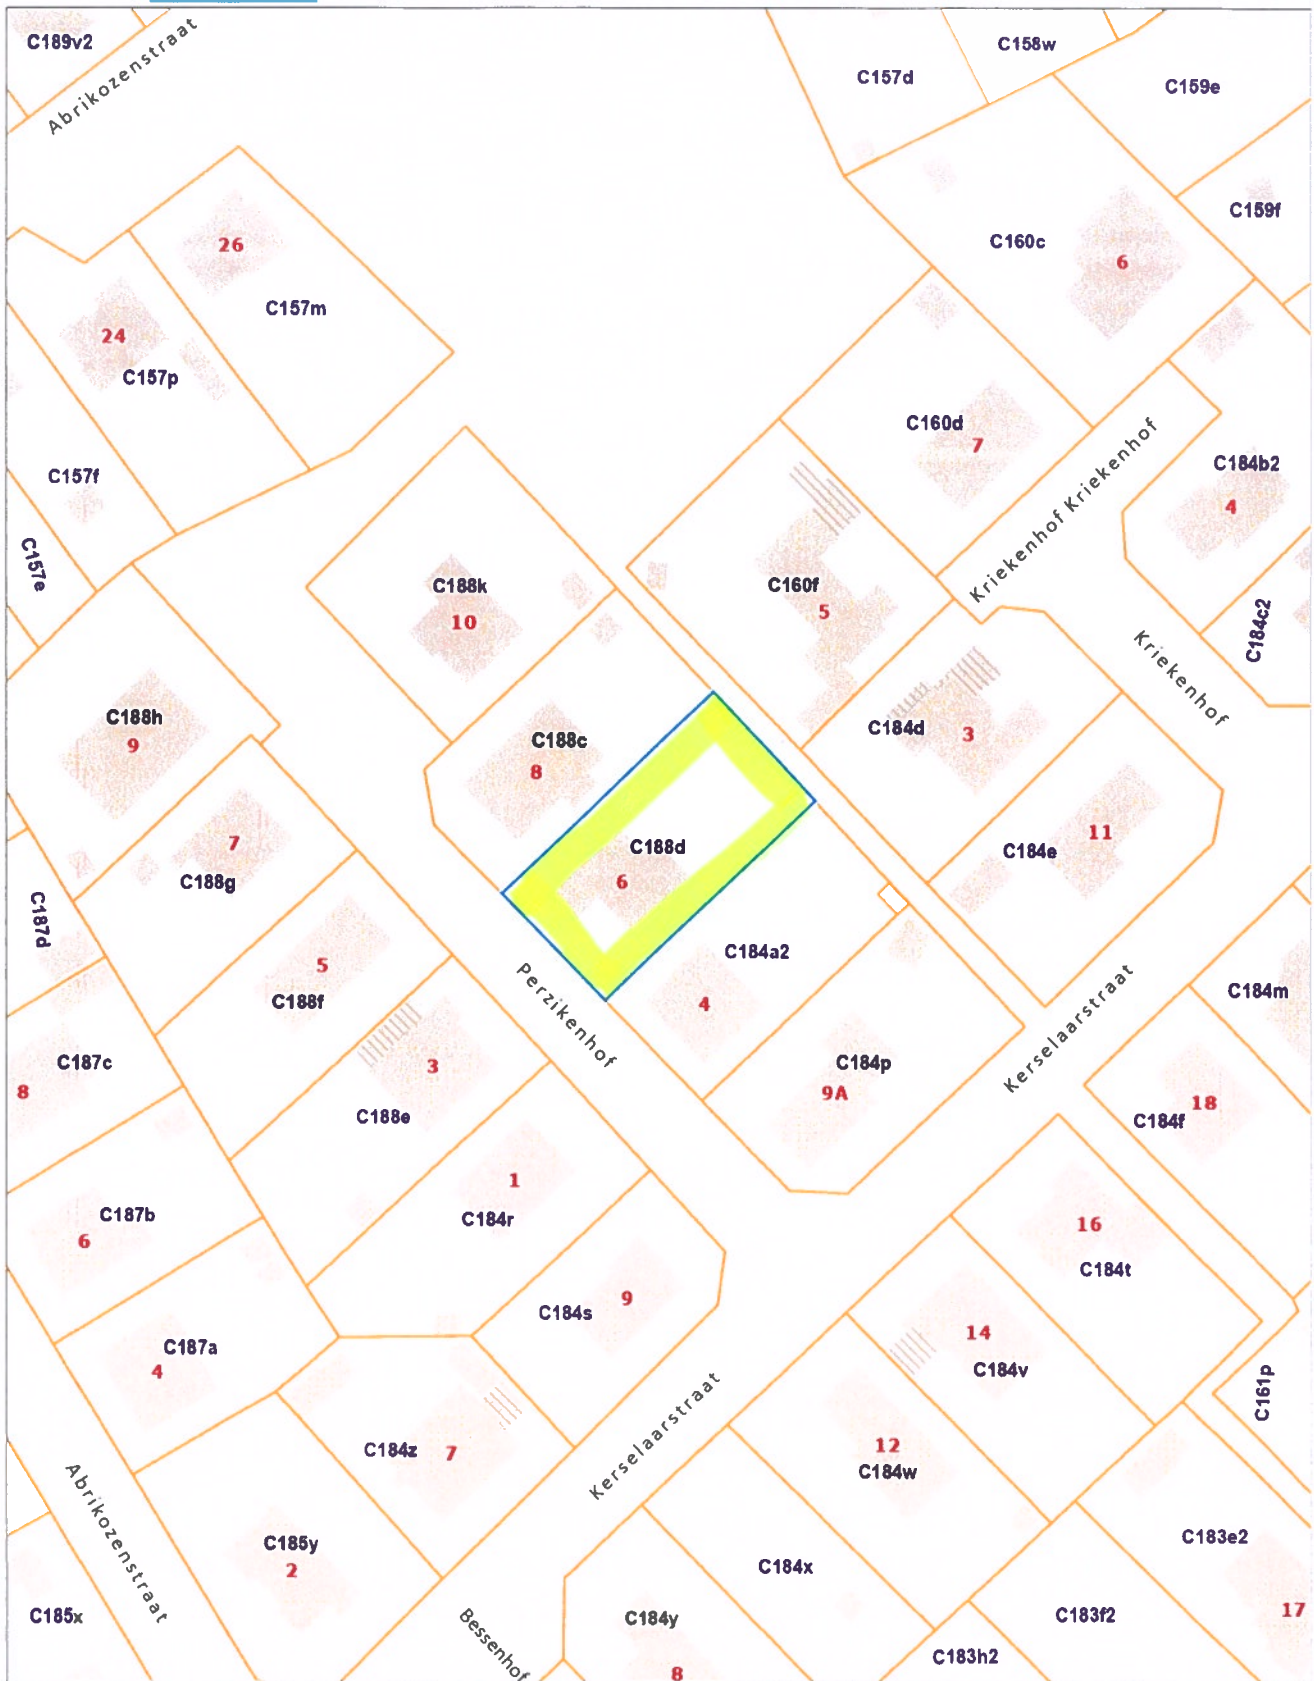 C189v2
Abrikozenstraat
C158w
C157d
C159e
C159f
26
C160c
6
C157m
24
C157p
C160d
7
Kriekenhof Kriekenhof
C184b2
4
C157f
C157e
C188k
10
C160f
5
C184c2
Kriekenhof
C188h
9
C188c
8
C184d
3
7
C188g
C188d
6
11
C184e
C187d
5
C188f
C184a2
4
Perzikenhof
C184m
Kerselaarstraat
C187c
8
3
C188e
C184p
9A
18
C184f
1
C184r
C187b
6
16
C184t
C184s
9
C187a
4
14
C184v
C161p
C184z
7
Kerselaarstraat
12
C184w
Abrikozenstraat
C185y
2
C184x
C183e2
C185x
Bessenhof
C184y
8
C183f2
17
C183h2